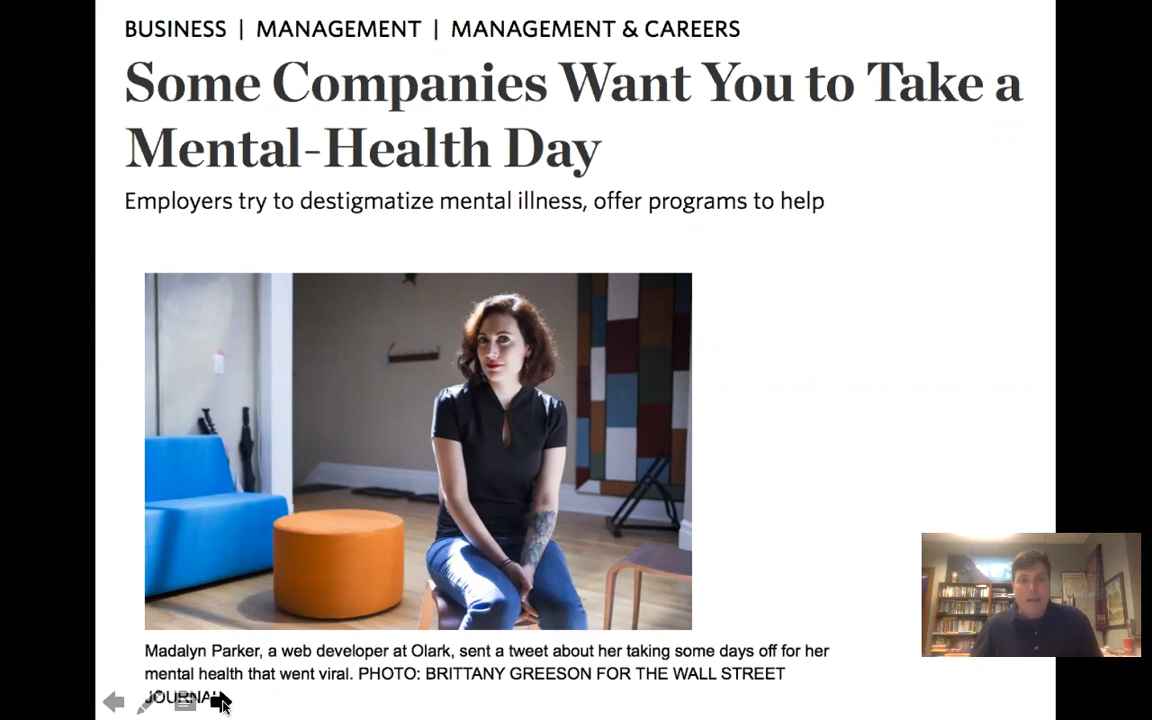 BUSINESS | MANAGEMENT | MANAGEMENT & CAREERS
Some Companies Want You to Take a
Mental-Health Day
Employers try to destigmatize mental illness, offer programs to help
Madalyn Parker, a web developer at Olark, sent a tweet about her taking some days off for her
mental health that went viral. PHOTO: BRITTANY GREESON FOR THE WALL STREET
JOURNAL